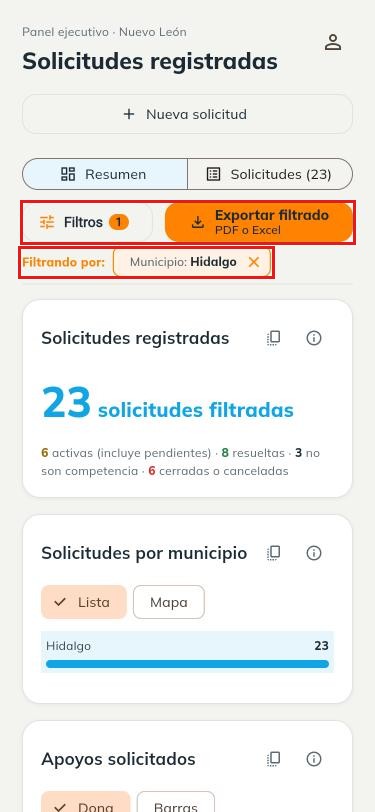 Panel ejecutivo · Nuevo León
Solicitudes registradas
Nueva solicitud
Resumen
Solicitudes (23)
Filtros 1
Exportar filtrado
PDF o Excel
Filtrando por: Municipio: Hidalgo
Solicitudes registradas
23 solicitudes filtradas
6 activas (incluye pendientes) · 8 resueltas · 3 no
son competencia · 6 cerradas o canceladas
Solicitudes por municipio
Lista
Mapa
Hidalgo 23
Apoyos solicitados
Dona
Barras